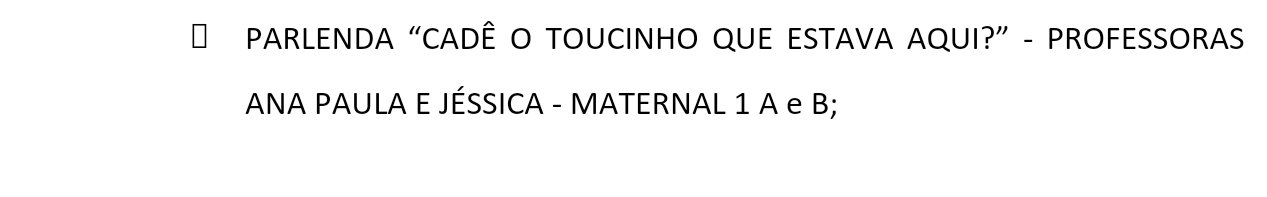 PARLENDA “CADÊ O TOUCINHO QUE ESTAVA AQUI?” - PROFESSORAS
ANA PAULA E JÉSSICA - MATERNAL 1 A e B;